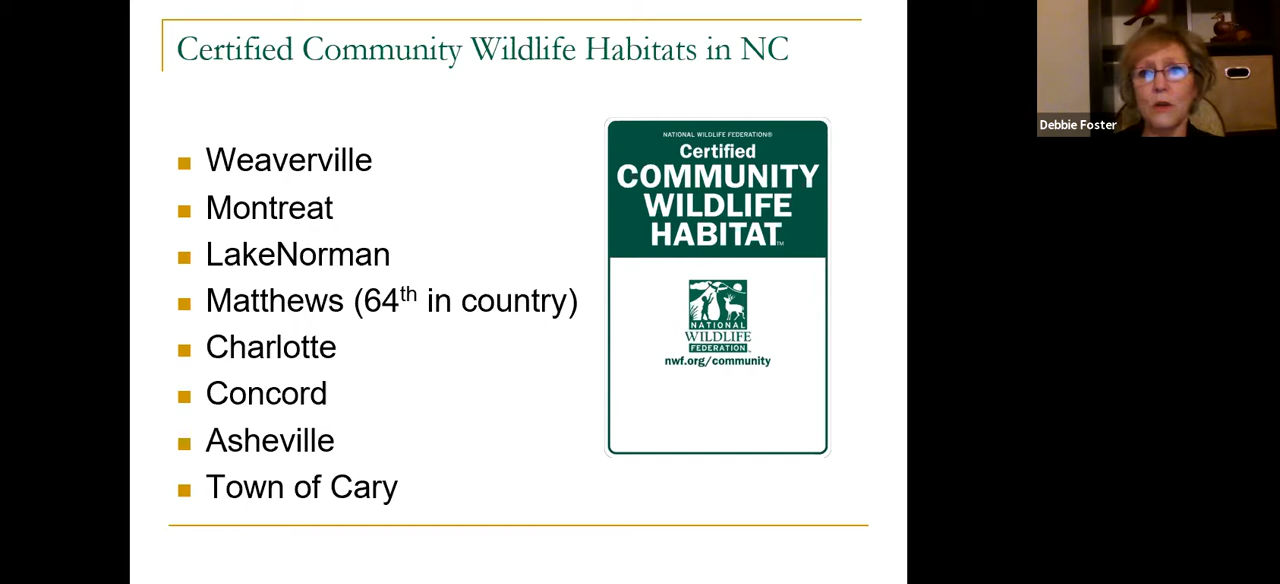 Certified Community Wildlife Habitats in NC
Weaverville
Montreat
LakeNorman
Matthews (64th in country)
Charlotte
Concord
Asheville
Town of Cary
NATIONAL WILDLIFE FEDERATION®
Certified
COMMUNITY
WILDLIFE
HABITAT™
NATIONAL
WILDLIFE
FEDERATION
nwf.org/community
Debbie Foster